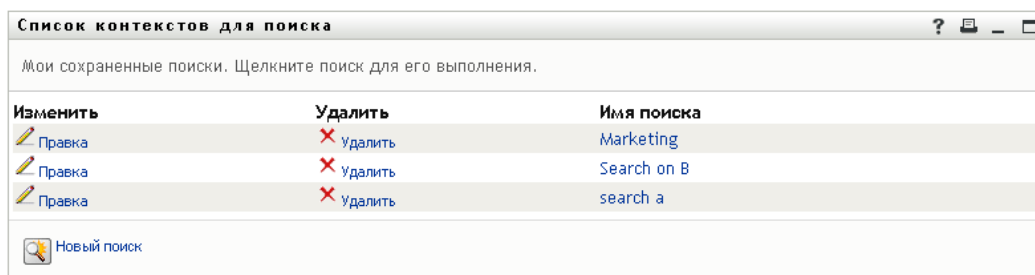 Список контекстов для поиска ?
Мои сохраненные поиски. Щелкните поиск для его выполнения.
Изменить Удалить Имя поиска
Правка Удалить Marketing
Правка Удалить Search on B
Правка Удалить search a
Новый поиск